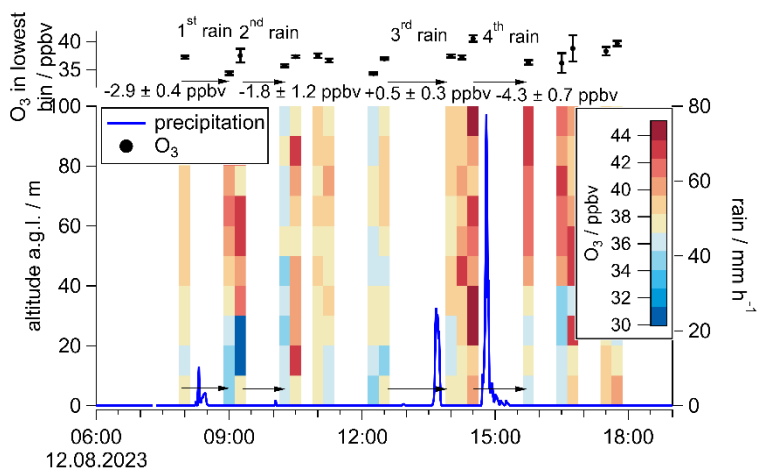 1st rain 2nd rain 3rd rain 4th rain
O3 in lowest bin / ppbv
40
35
-2.9 ± 0.4 ppbv -1.8 ± 1.2 ppbv +0.5 ± 0.3 ppbv -4.3 ± 0.7 ppbv
precipitation
O3
altitude a.g.l. / m
100
80
60
40
20
0
O3 / ppbv
44
42
40
38
36
34
32
30
rain / mm h-1
80
60
40
20
0
06:00 09:00 12:00 15:00 18:00
12.08.2023